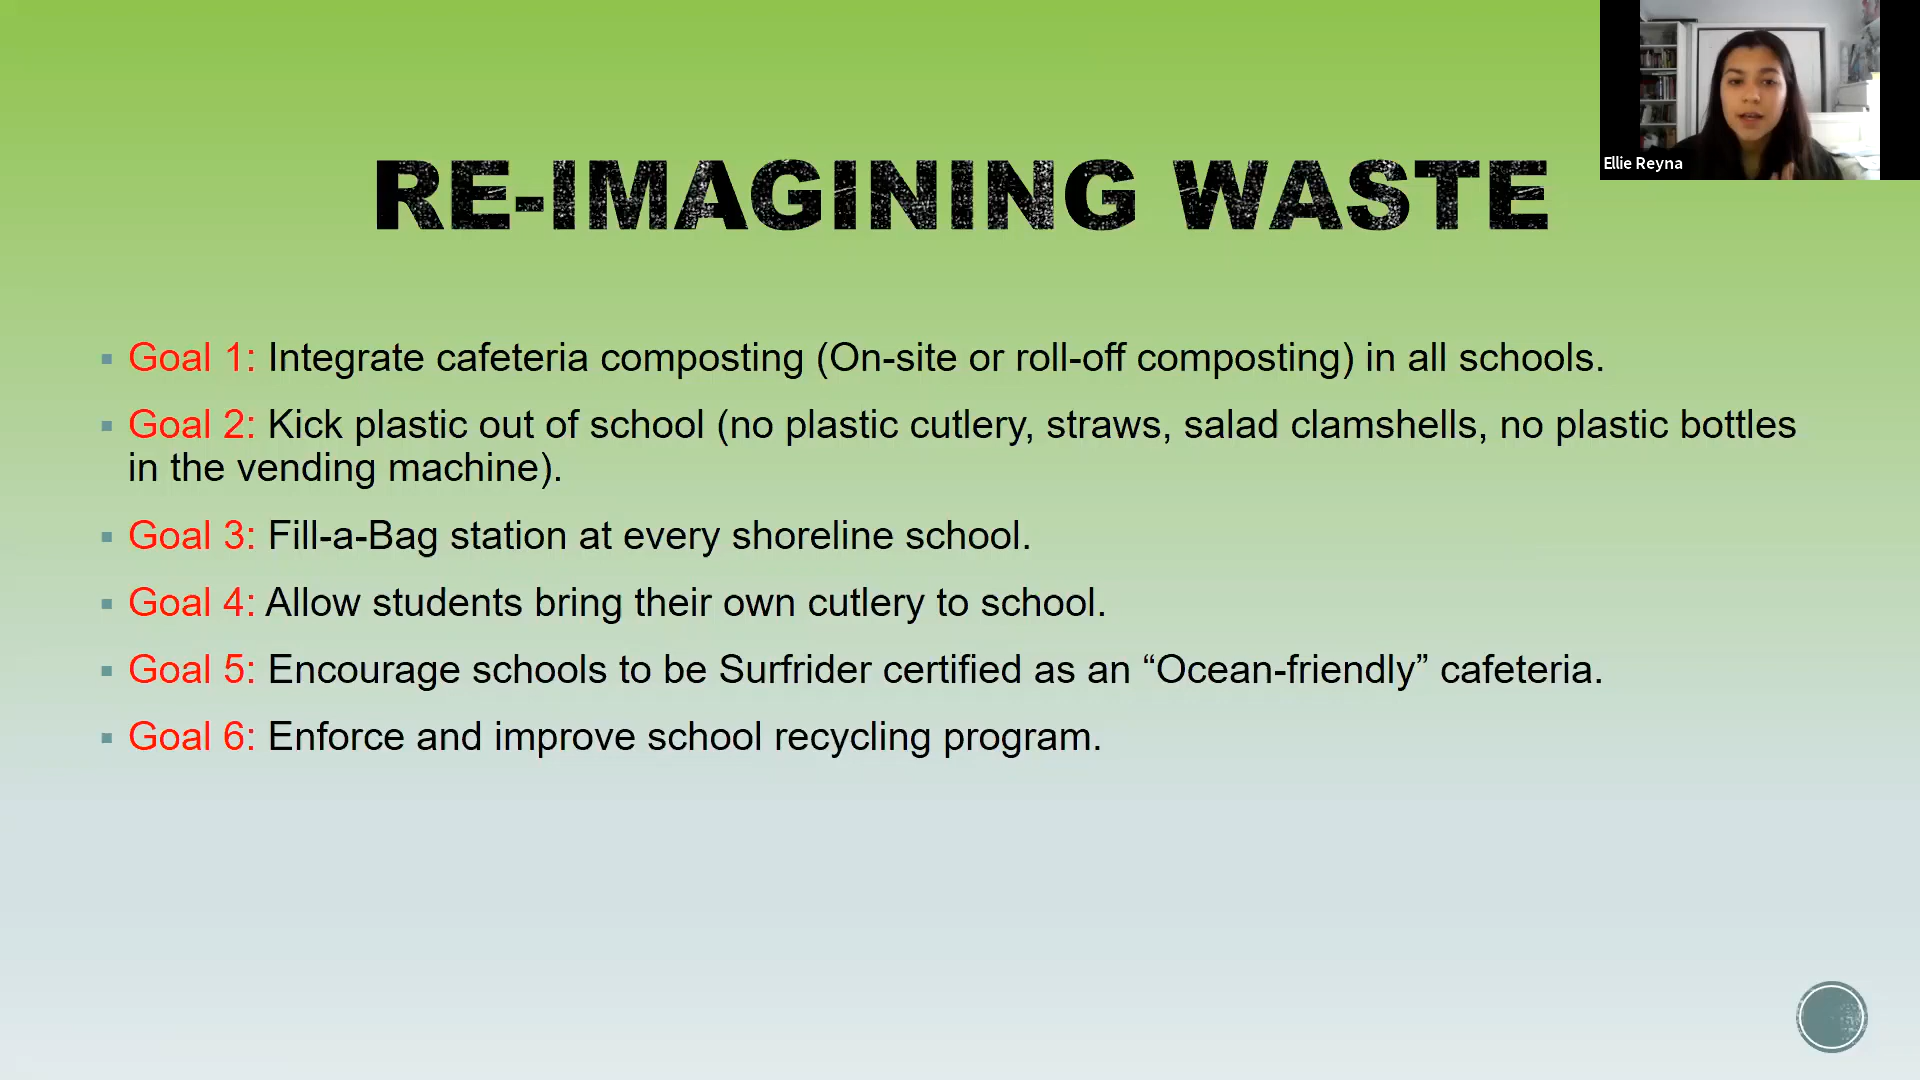 Ellie Reyna
RE-IMAGINING WASTE
Goal 1: Integrate cafeteria composting (On-site or roll-off composting) in all schools.
Goal 2: Kick plastic out of school (no plastic cutlery, straws, salad clamshells, no plastic bottles
in the vending machine).
Goal 3: Fill-a-Bag station at every shoreline school.
Goal 4: Allow students bring their own cutlery to school.
Goal 5: Encourage schools to be Surfrider certified as an “Ocean-friendly” cafeteria.
Goal 6: Enforce and improve school recycling program.